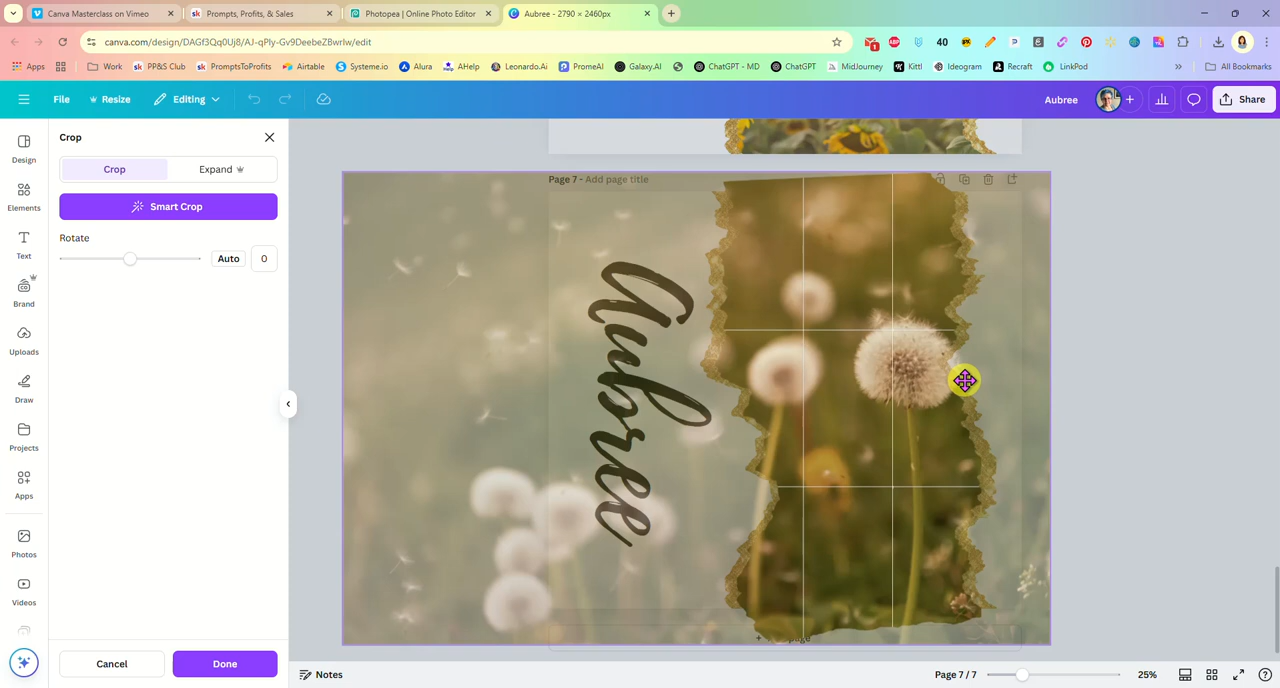 Canva Masterclass on Vimeo
Prompts, Profits, & Sales
Photopea | Online Photo Editor
Aubree - 2790 × 2460px
canva.com/design/DAGf3Qq0Uj8/AJ-qPIy-Gv9DeebeZBwrIw/edit
Apps
Work
PP&S Club
PromptsToProfits
Airtable
Systeme.io
Alura
AHelp
Leonardo.Ai
PromeAI
Galaxy.AI
ChatGPT - MD
ChatGPT
MidJourney
Kittl
Ideogram
Recraft
LinkPod
All Bookmarks
File
Resize
Editing
Aubree
Share
Design
Elements
Text
Brand
Uploads
Draw
Projects
Apps
Photos
Videos
Crop
Crop
Expand
Smart Crop
Rotate
Auto
0
Cancel
Done
Page 7 - Add page title
Aubree
Notes
Page 7 / 7
25%